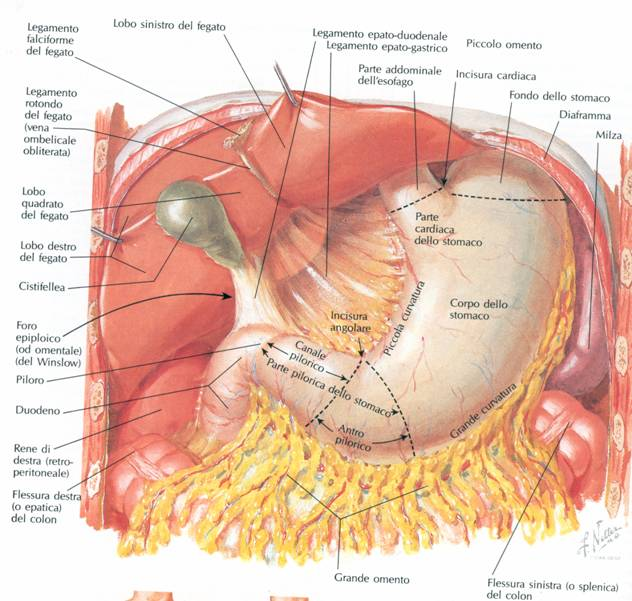 Legamento
falciforme
del fegato
Lobo sinistro del fegato
Legamento epato-duodenale
Legamento epato-gastrico
Piccolo omento
Parte addominale
dell'esofago
Incisura cardiaca
Fondo dello stomaco
Diaframma
Milza
Legamento
rotondo
del fegato
(vena
ombelicale
obliterata)
Lobo
quadrato
del fegato
Lobo destro
del fegato
Cistifellea
Foro
epiploico
(od omentale)
(del Winslow)
Piloro
Duodeno
Rene di
destra (retro-
peritoneale)
Flessura destra
(o epatica)
del colon
Parte
cardiaca
dello stomaco
Corpo dello
stomaco
Piccola curvatura
Incisura
angolare
Canale
pilorico
Parte pilorica dello stomaco
Antro
pilorico
Grande curvatura
Grande omento
Flessura sinistra (o splenica)
del colon
F. Netter